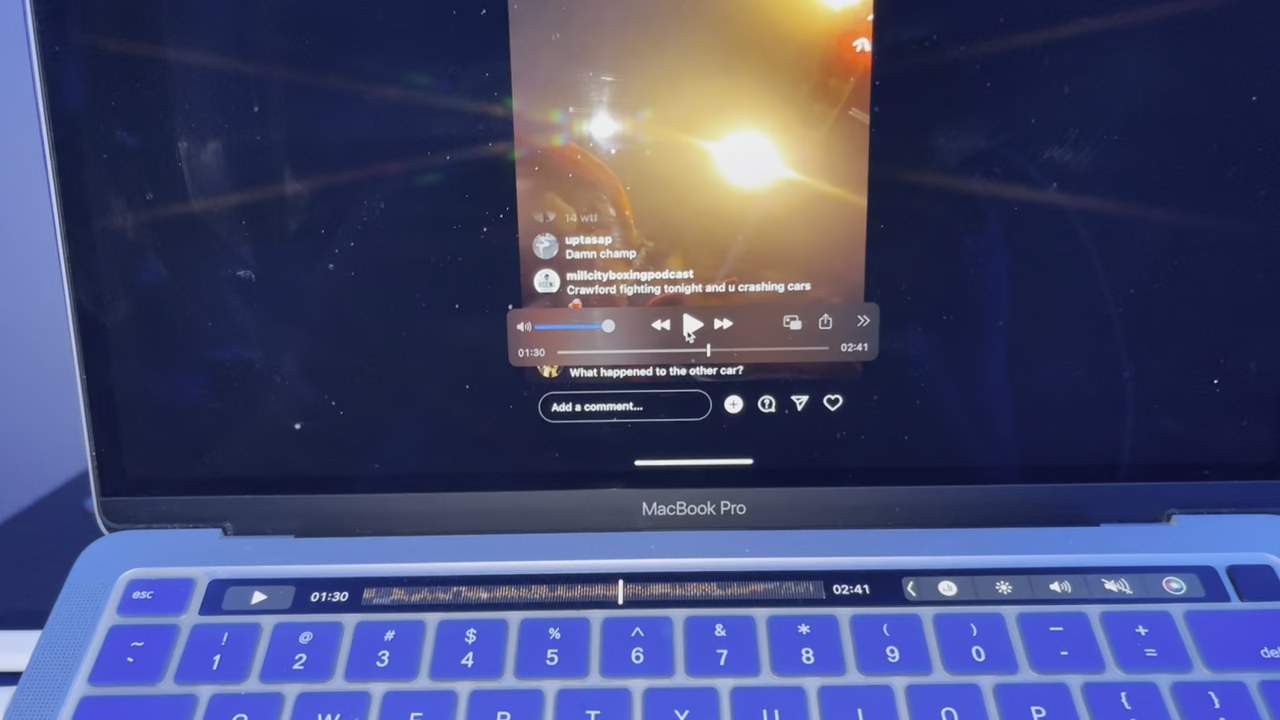 14 wtf
uptasap
Damn champ
millcityboxingpodcast
Crawford fighting tonight and u crashing cars
01:30
02:41
What happened to the other car?
Add a comment...
MacBook Pro
esc
01:30
02:41
~ ! @ # $ % ^ & * ( ) — +
` 1 2 3 4 5 6 7 8 9 0 - =
del
{ }